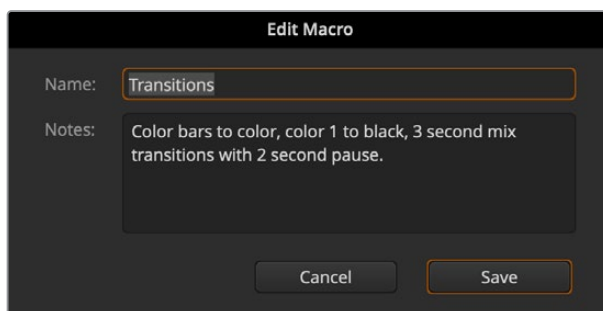 Edit Macro
Name: Transitions
Notes: Color bars to color, color 1 to black, 3 second mix
transitions with 2 second pause.
Cancel Save